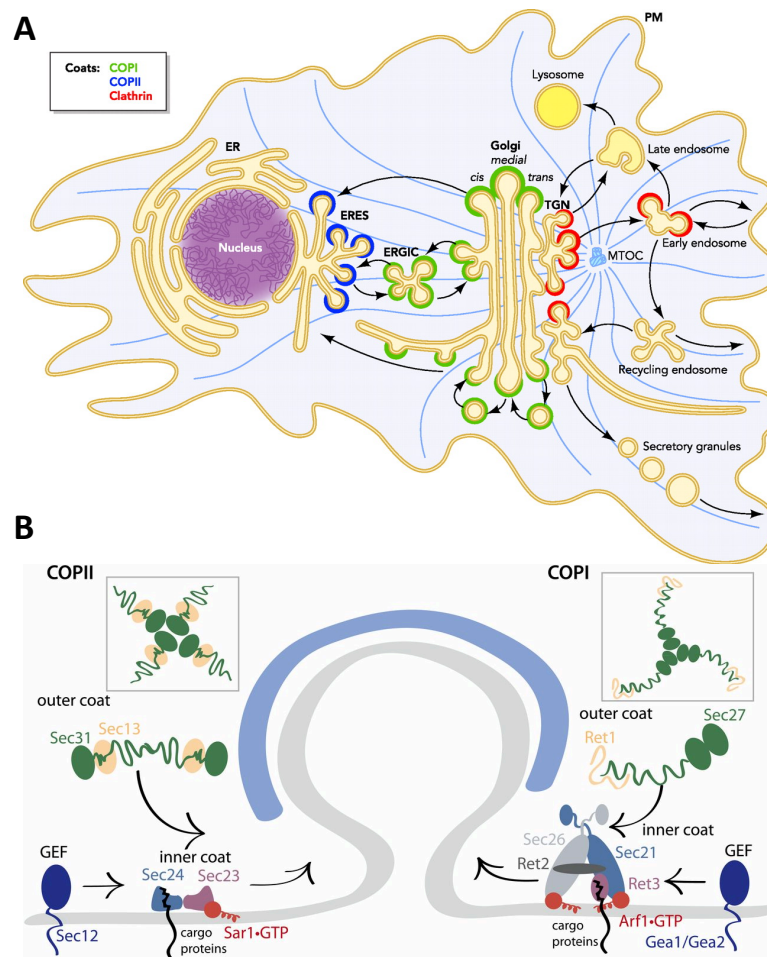 A
PM
Coats: COPI
COPII
Clathrin
Lysosome
ER
Golgi
medial
cis trans
Late endosome
TGN
ERES
Nucleus
ERGIC
Early endosome
MTOC
Recycling endosome
Secretory granules
B
COPII
COPI
outer coat
Sec31 Sec13
outer coat
Sec27
Ret1
inner coat
GEF
Sec24 Sec23
Sec12
cargo
proteins
Sar1•GTP
inner coat
Sec26
Sec21
GEF
Ret2
Ret3
cargo
proteins
Arf1•GTP
Gea1/Gea2